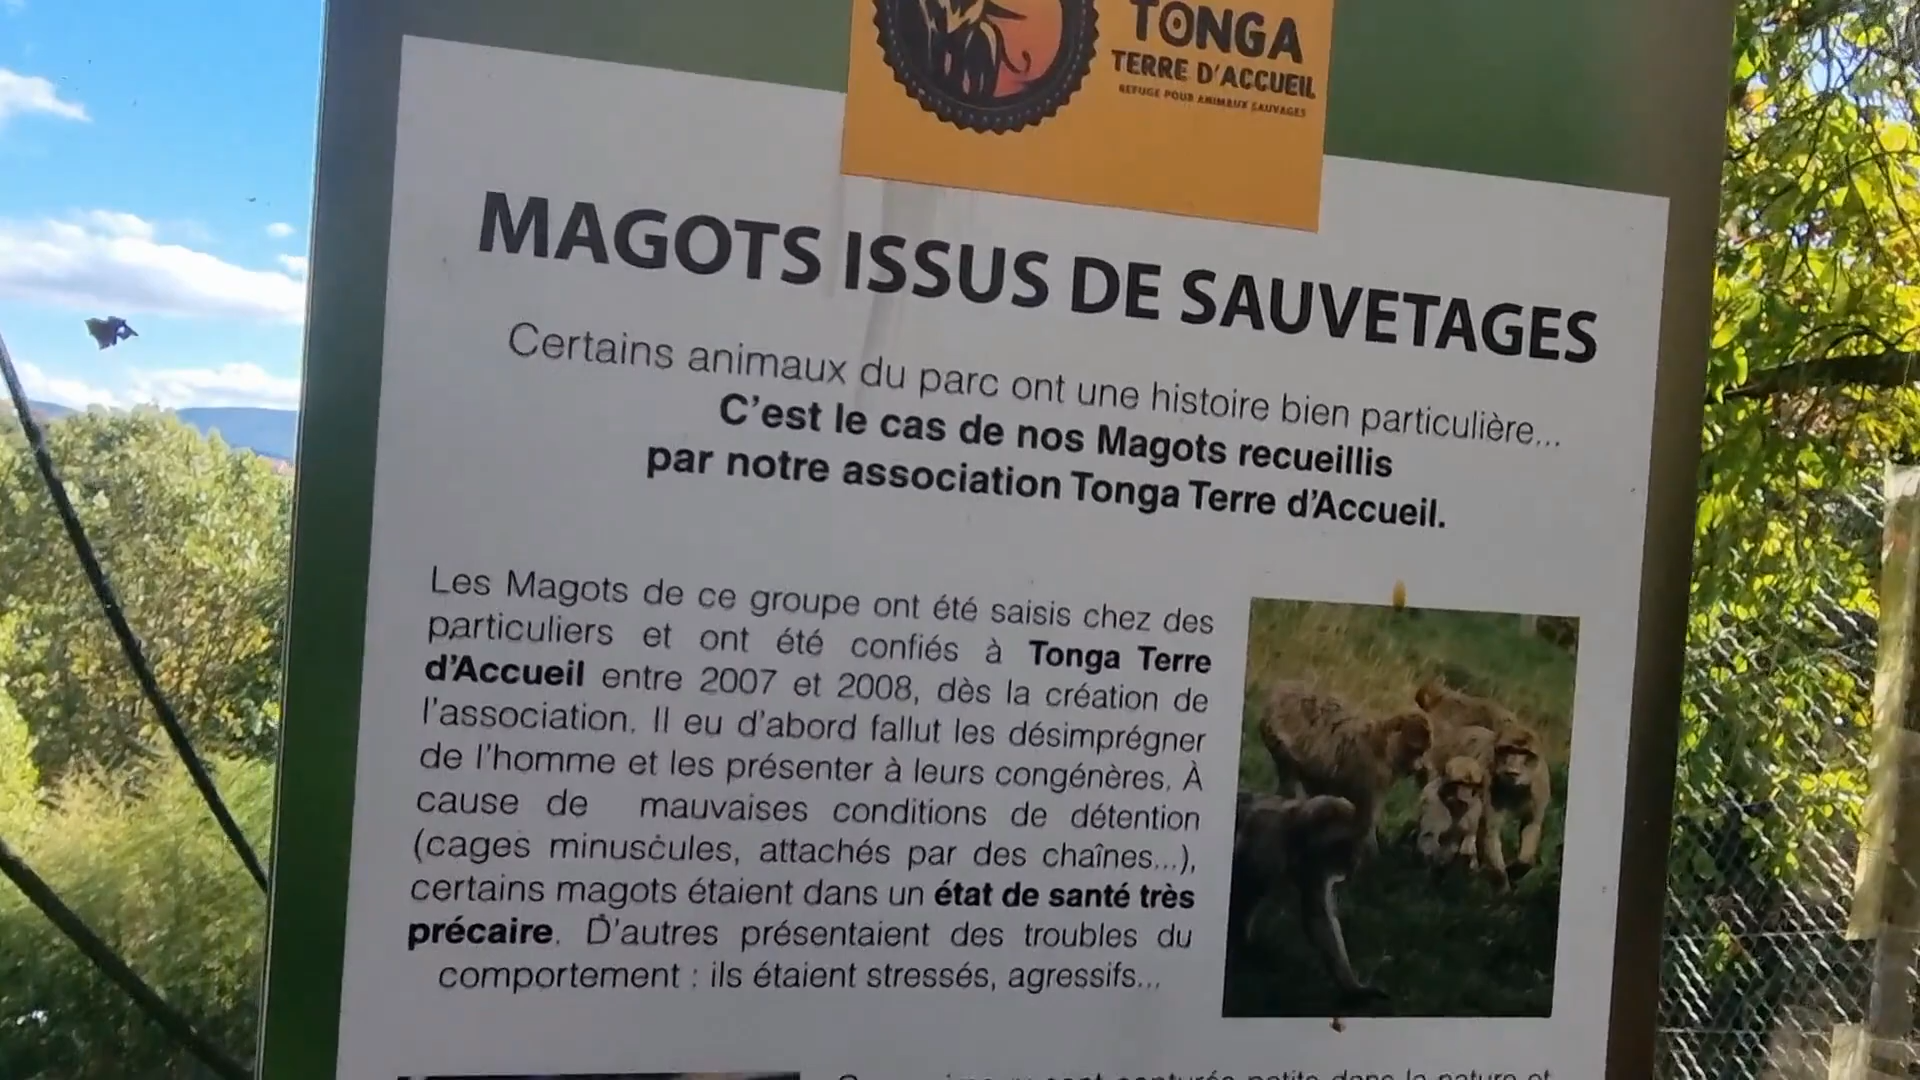 TONGA
TERRE D'ACCUEIL
REFUGE POUR ANIMAUX SAUVAGES
MAGOTS ISSUS DE SAUVETAGES
Certains animaux du parc ont une histoire bien particulière...
C'est le cas de nos Magots recueillis
par notre association Tonga Terre d'Accueil.
Les Magots de ce groupe ont été saisis chez des
particuliers et ont été confiés à Tonga Terre
d'Accueil entre 2007 et 2008, dès la création de
l'association. Il eu d'abord fallut les désimprégner
de l'homme et les présenter à leurs congénères. À
cause de mauvaises conditions de détention
(cages minuscules, attachés par des chaînes...),
certains magots étaient dans un état de santé très
précaire. D'autres présentaient des troubles du
comportement : ils étaient stressés, agressifs...
dans la nature et